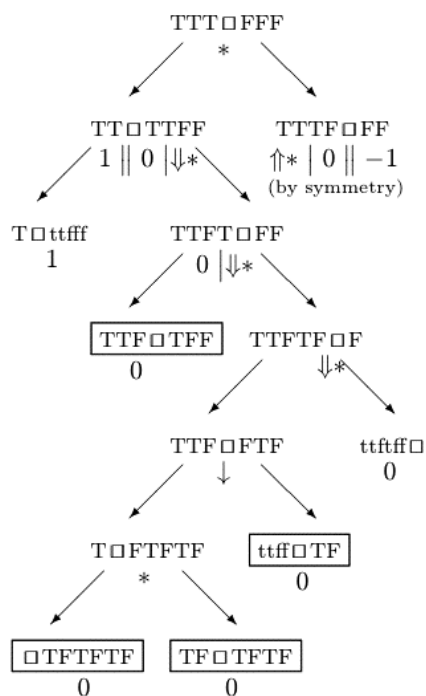 TTT□FFF
*
TT□TTFF TTTF□FF
1 || 0 |⇓* ⇑* | 0 || −1
(by symmetry)
T□ttfff TTFT□FF
1 0 |⇓*
TTF□TFF TTFTF□F
0 ⇓*
TTF□FTF ttftff□
↓ 0
T□FTFTF ttff□TF
* 0
□TFTFTF TF□TFTF
0 0